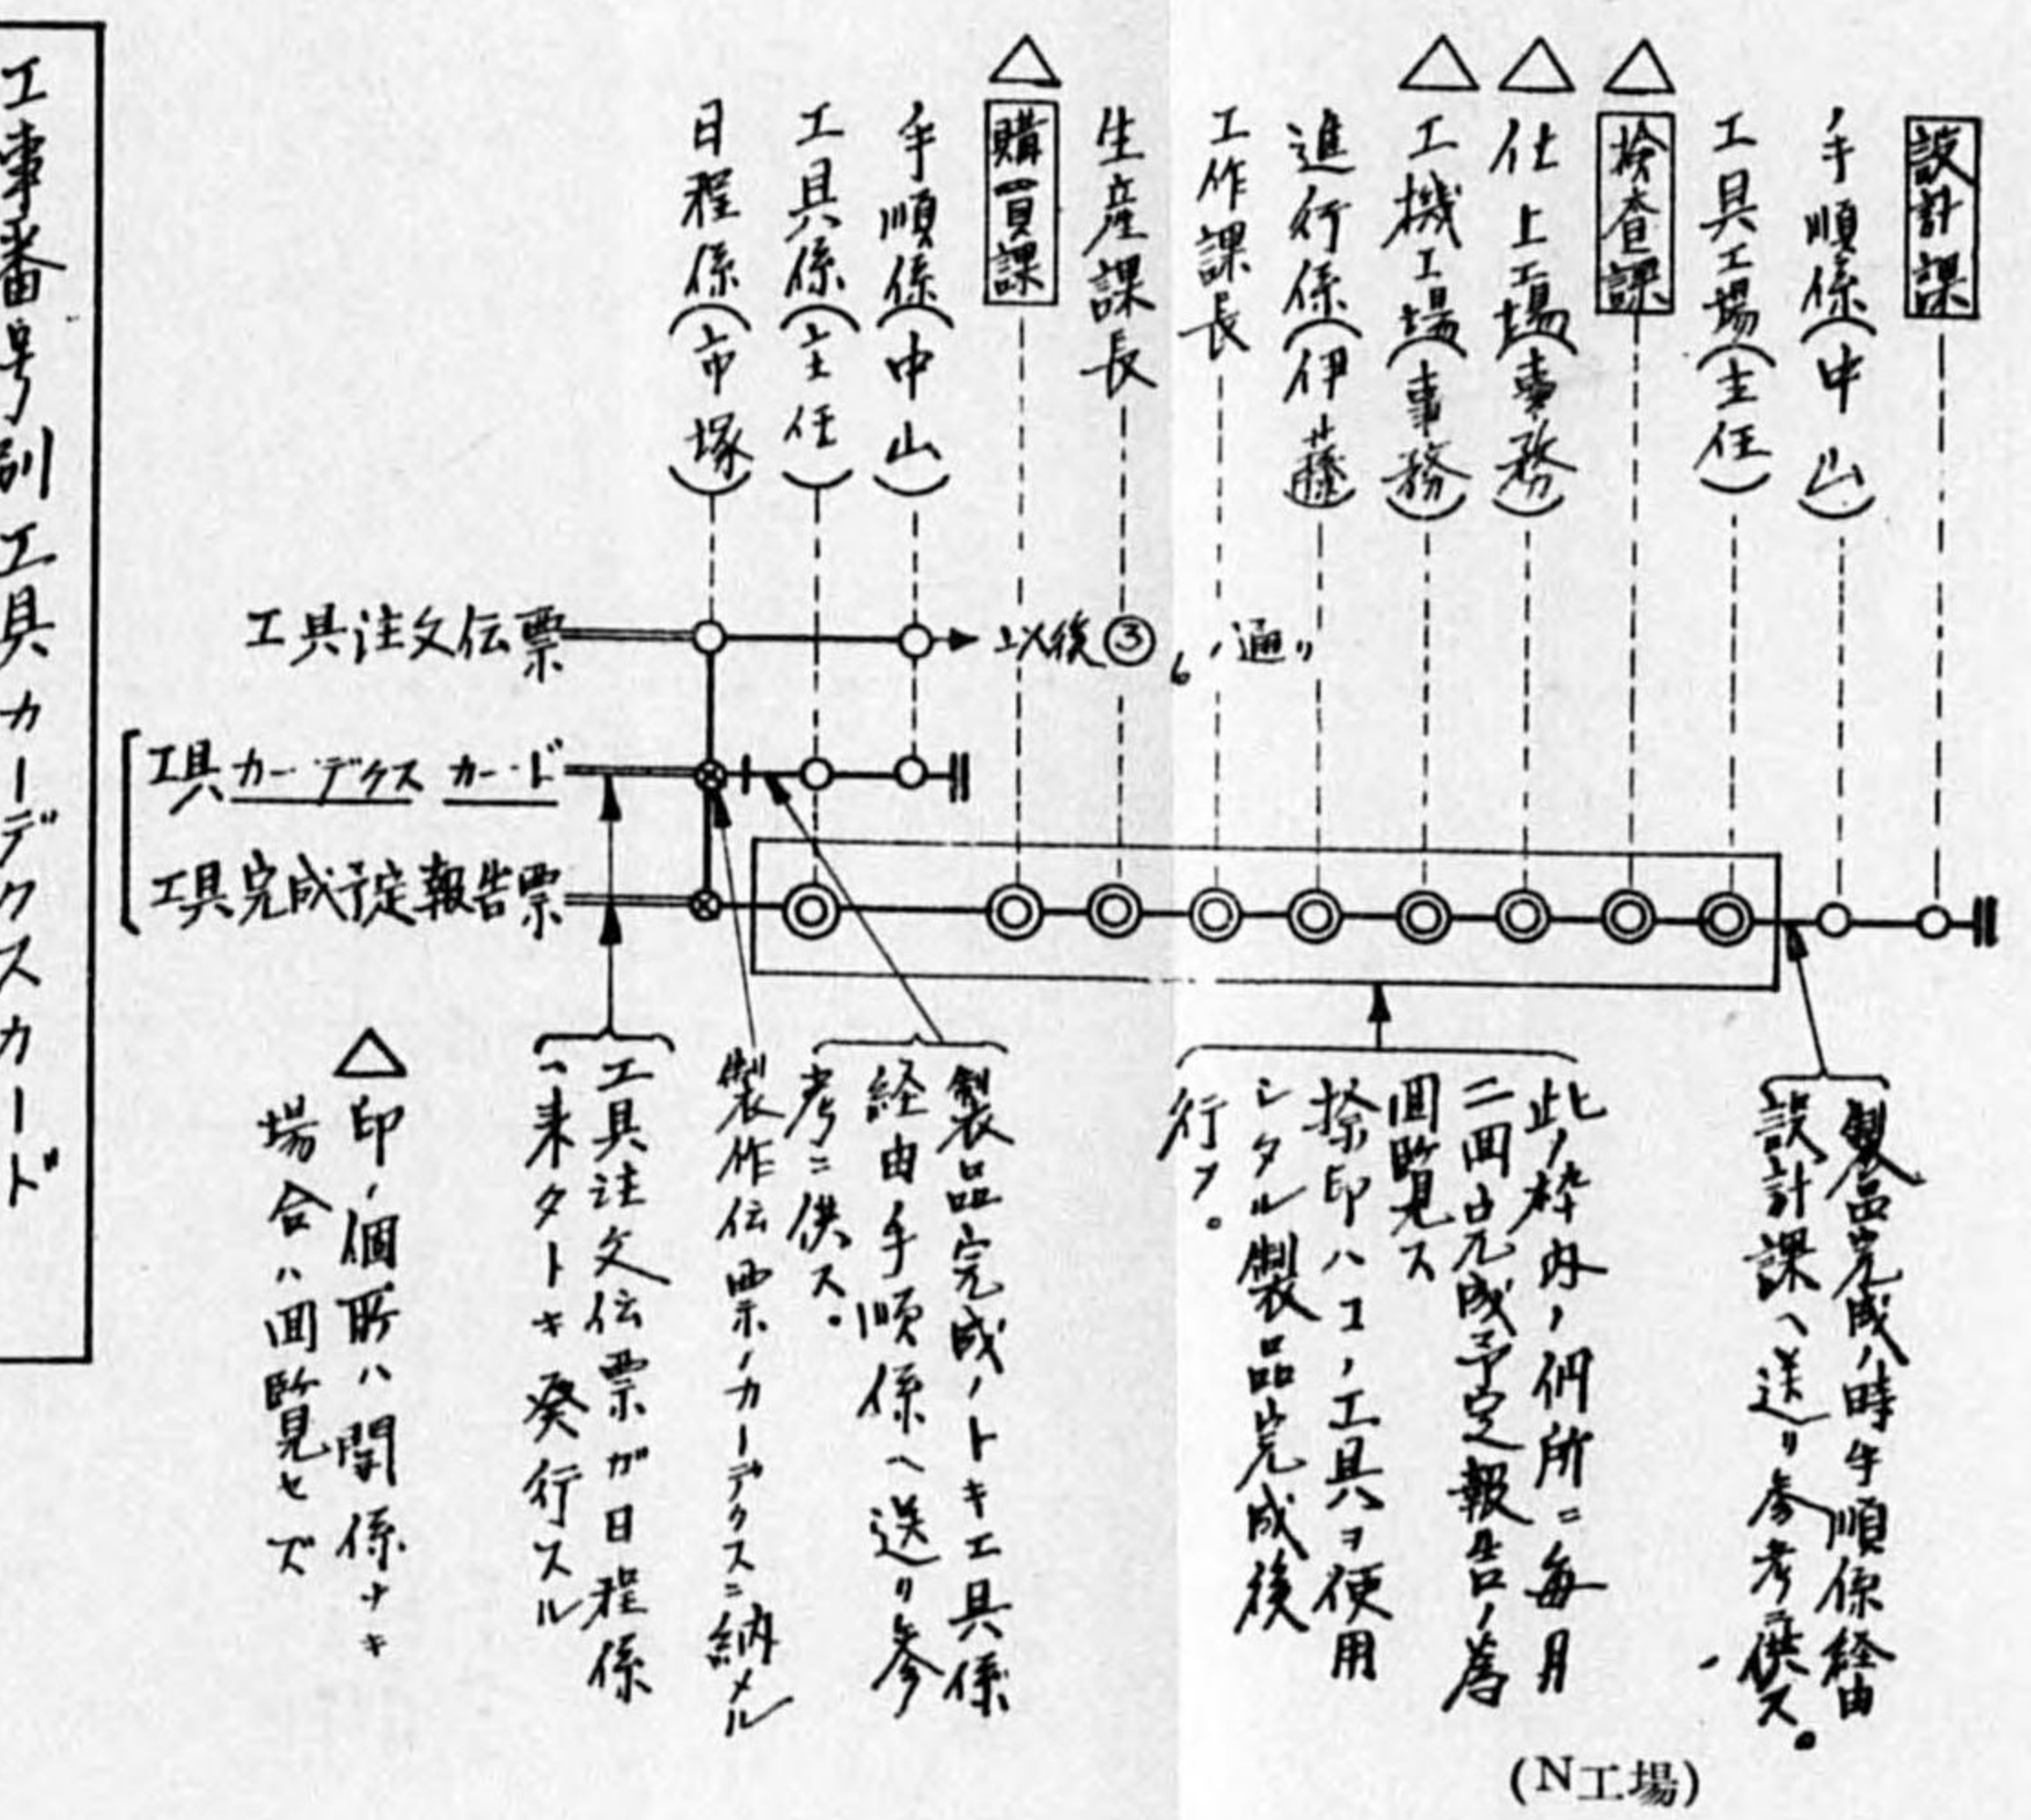 工事番号別工具カーデクスカード
日程係(市塚)
工具係(主任)
手順係(中山)
購買課
生産課長
工作課長
進行係(伊藤)
工機工場(事務)
仕上工場(事務)
検査課
工具工場(主任)
手順係(中山)
設計課
工具注文伝票
以後③ノ通リ
工具カーデクスカード
工具完成予定報告票
△印ノ個所ハ関係ナキ
場合ハ回覧セズ
工具注文伝票ガ日程係
ヘ来タトキ発行スル
製作伝票ノカーデクスニ納メル
製品完成ノトキ工具係
経由手順係ヘ送リ参
考ニ供ス。
此ノ枠内ノ個所ニ毎月
二回完成予定報告ノ為
回覧ス
捺印ハコノ工具ヲ使用
シタル製品完成後
行フ。
製品完成ノ時手順係経由
設計課ヘ送リ参考ニ供ス。
(N工場)